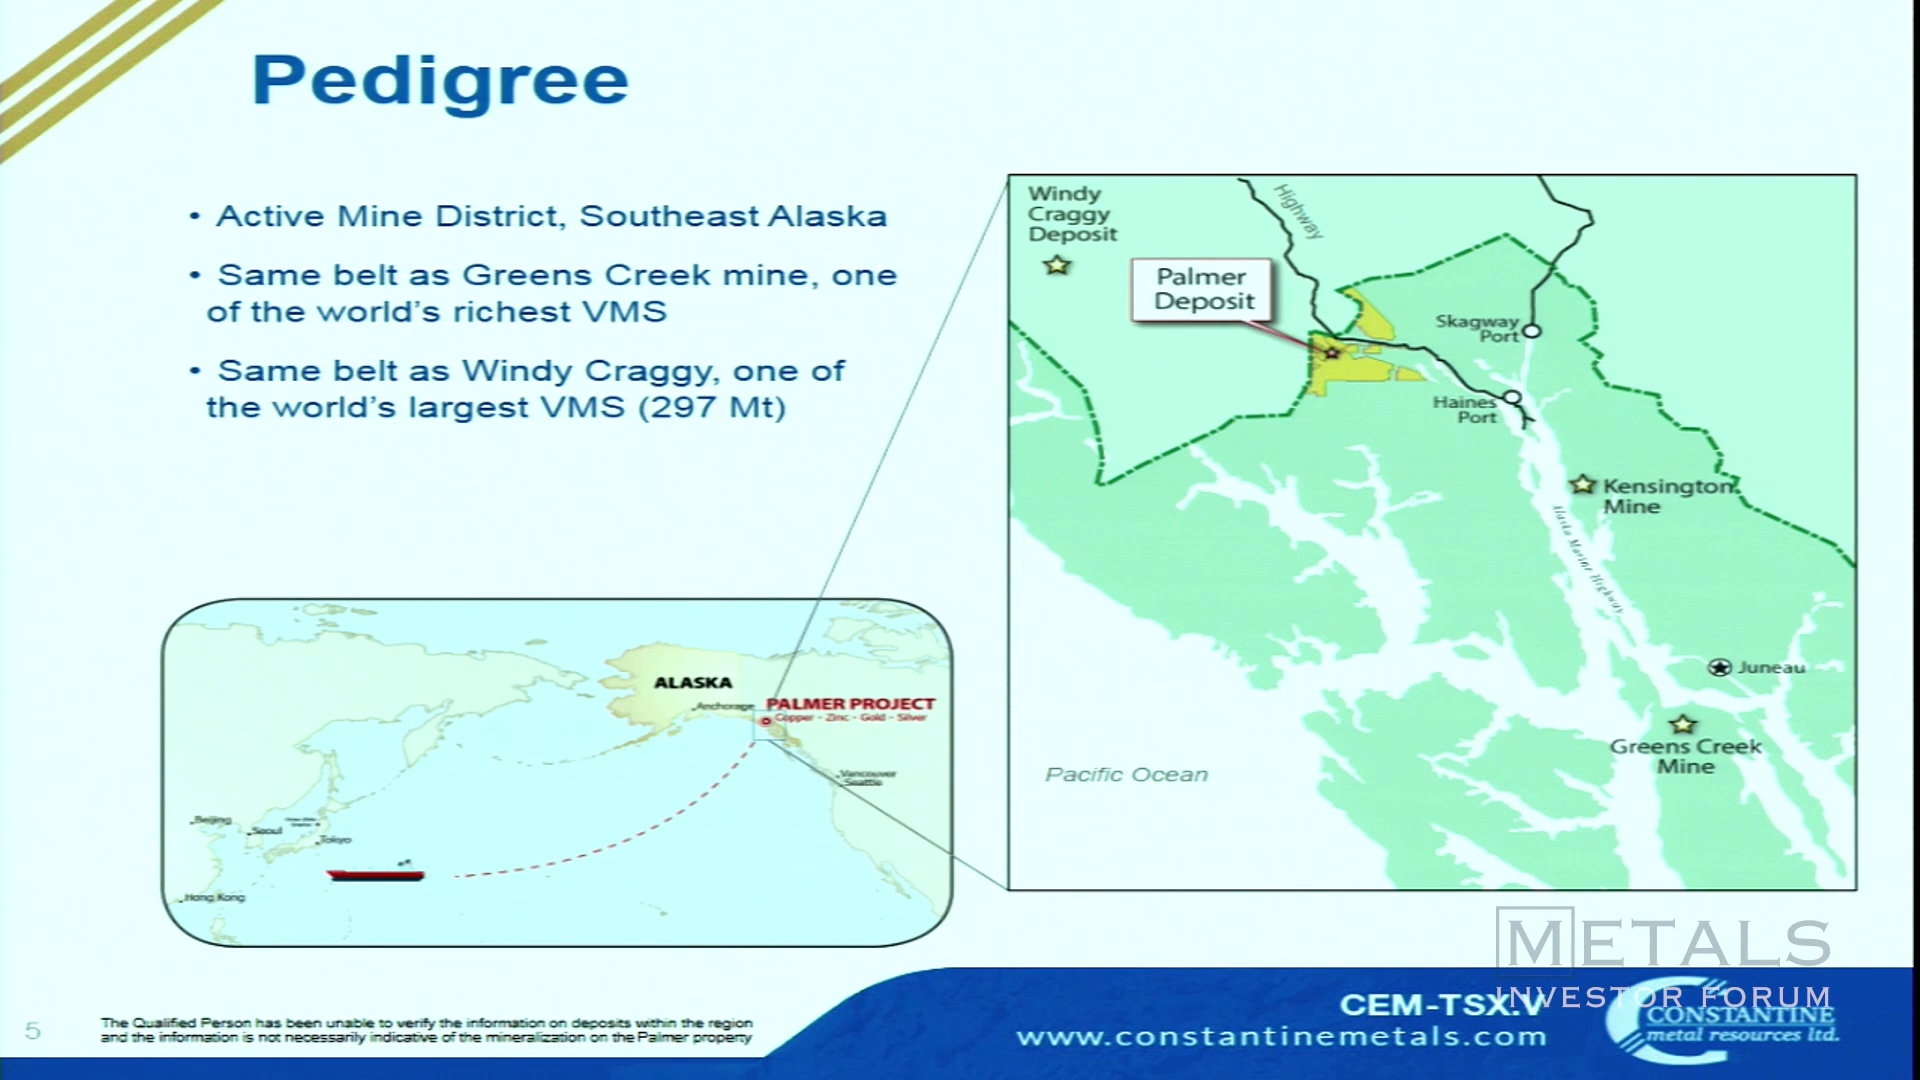 Pedigree
• Active Mine District, Southeast Alaska
• Same belt as Greens Creek mine, one
of the world's richest VMS
• Same belt as Windy Craggy, one of
the world's largest VMS (297 Mt)
Windy
Craggy
Deposit
Highway
Palmer
Deposit
Skagway
Port
Haines
Port
Kensington
Mine
Alaska Marine Highway
Juneau
Greens Creek
Mine
Pacific Ocean
ALASKA
Anchorage
PALMER PROJECT
Copper - Zinc - Gold - Silver
Vancouver
Seattle
Beijing
Seoul
Tokyo
Hong Kong
METALS
INVESTOR FORUM
CEM-TSX.V
www.constantinemetals.com
CONSTANTINE
metal resources ltd.
5
The Qualified Person has been unable to verify the information on deposits within the region
and the information is not necessarily indicative of the mineralization on the Palmer property